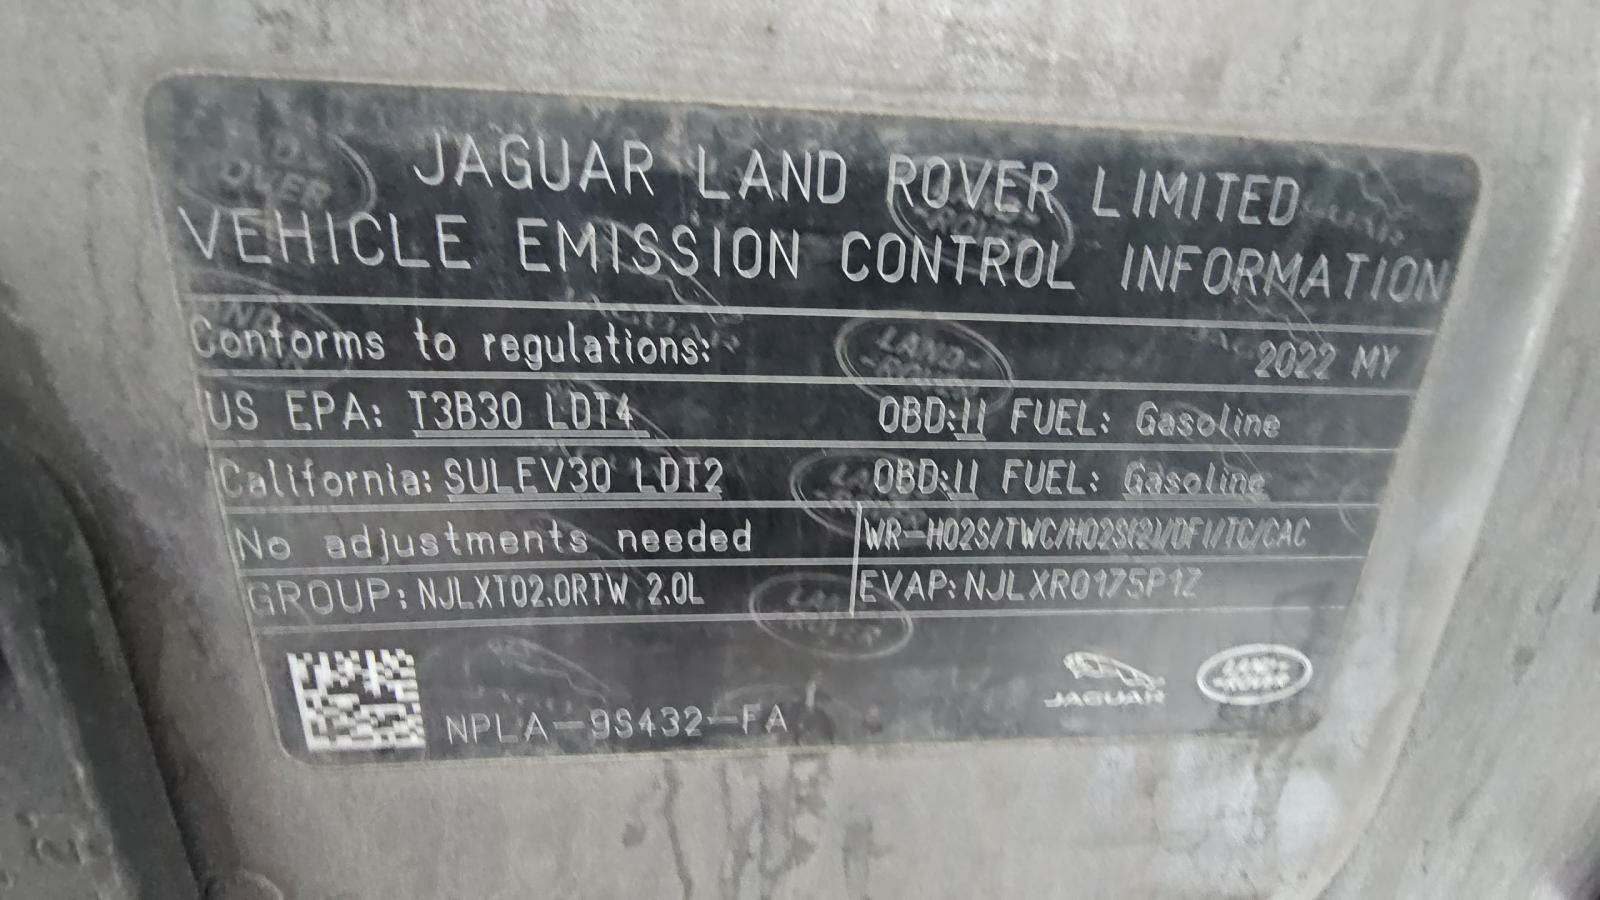 JAGUAR LAND ROVER LIMITED
VEHICLE EMISSION CONTROL INFORMATION
Conforms to regulations: 2022 MY
US EPA: T3B30 LDT4 OBD:II FUEL: Gasoline
California: SULEV30 LDT2 OBD:II FUEL: Gasoline
No adjustments needed WR-HO2S/TWC/HO2S(2)/DFI/TC/CAC
GROUP: NJLXT02.0RTW 2.0L EVAP: NJLXR0175P1Z
NPLA-9S432-FA
JAGUAR
LAND-
-ROVER